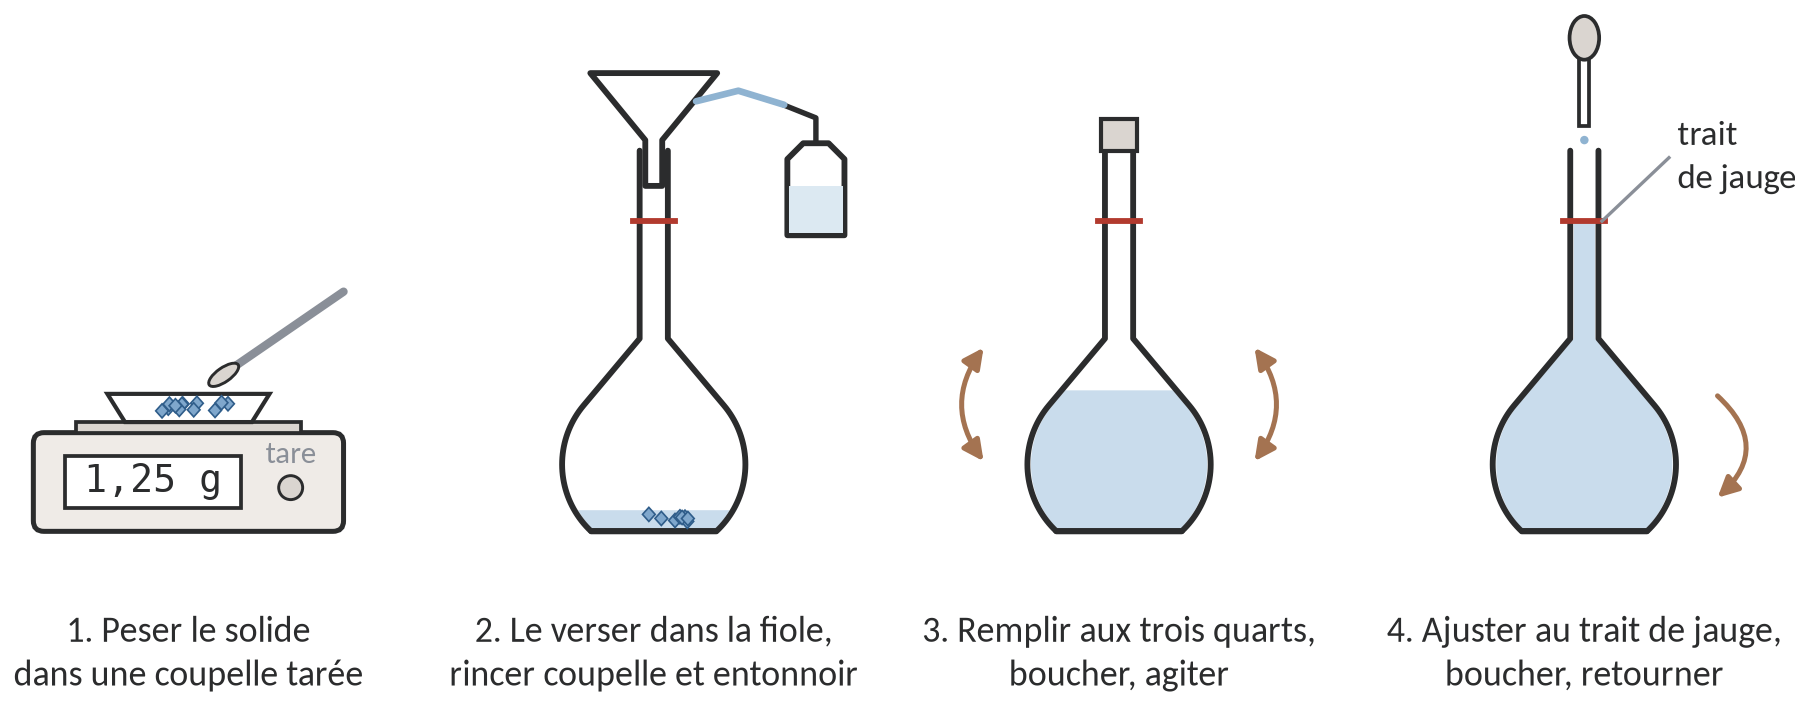 trait
de jauge
tare
1,25 g
1. Peser le solide
dans une coupelle tarée
2. Le verser dans la fiole,
rincer coupelle et entonnoir
3. Remplir aux trois quarts,
boucher, agiter
4. Ajuster au trait de jauge,
boucher, retourner